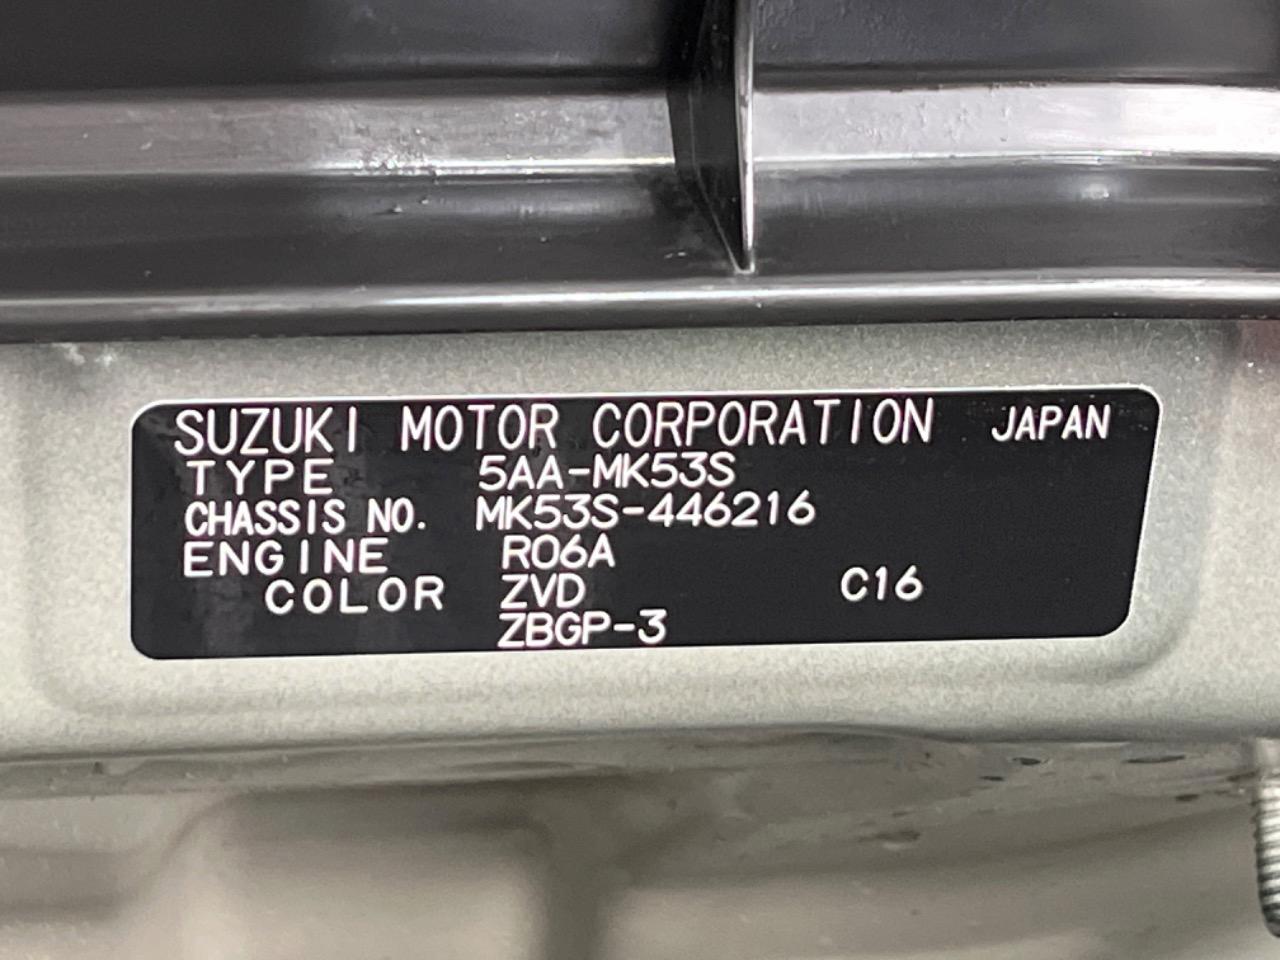 SUZUKI MOTOR CORPORATION JAPAN
TYPE 5AA-MK53S
CHASSIS NO. MK53S-446216
ENGINE R06A
COLOR ZVD C16
ZBGP-3